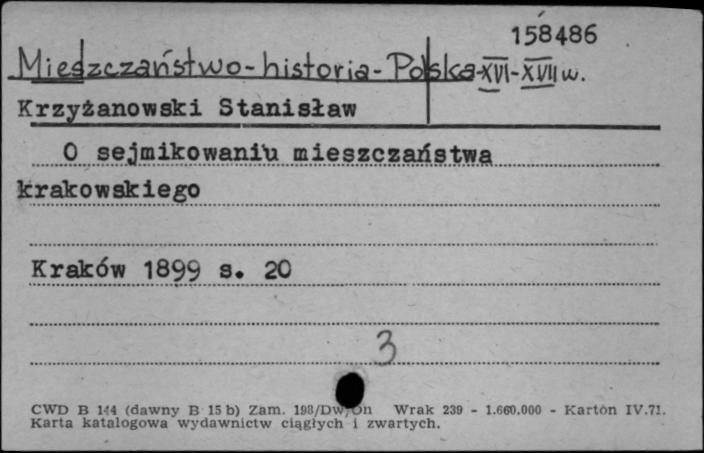 158486
Mieszczaństwo-historia-Polska-XVI-XVII w.
Krzyżanowski Stanisław
O sejmikowaniu mieszczaństwa
krakowskiego
Kraków 1899 s. 20
3
CWD B 144 (dawny B 15 b) Zam. 198/Dw/On Wrak 239 - 1.660.000 - Karton IV.71.
Karta katalogowa wydawnictw ciągłych i zwartych.